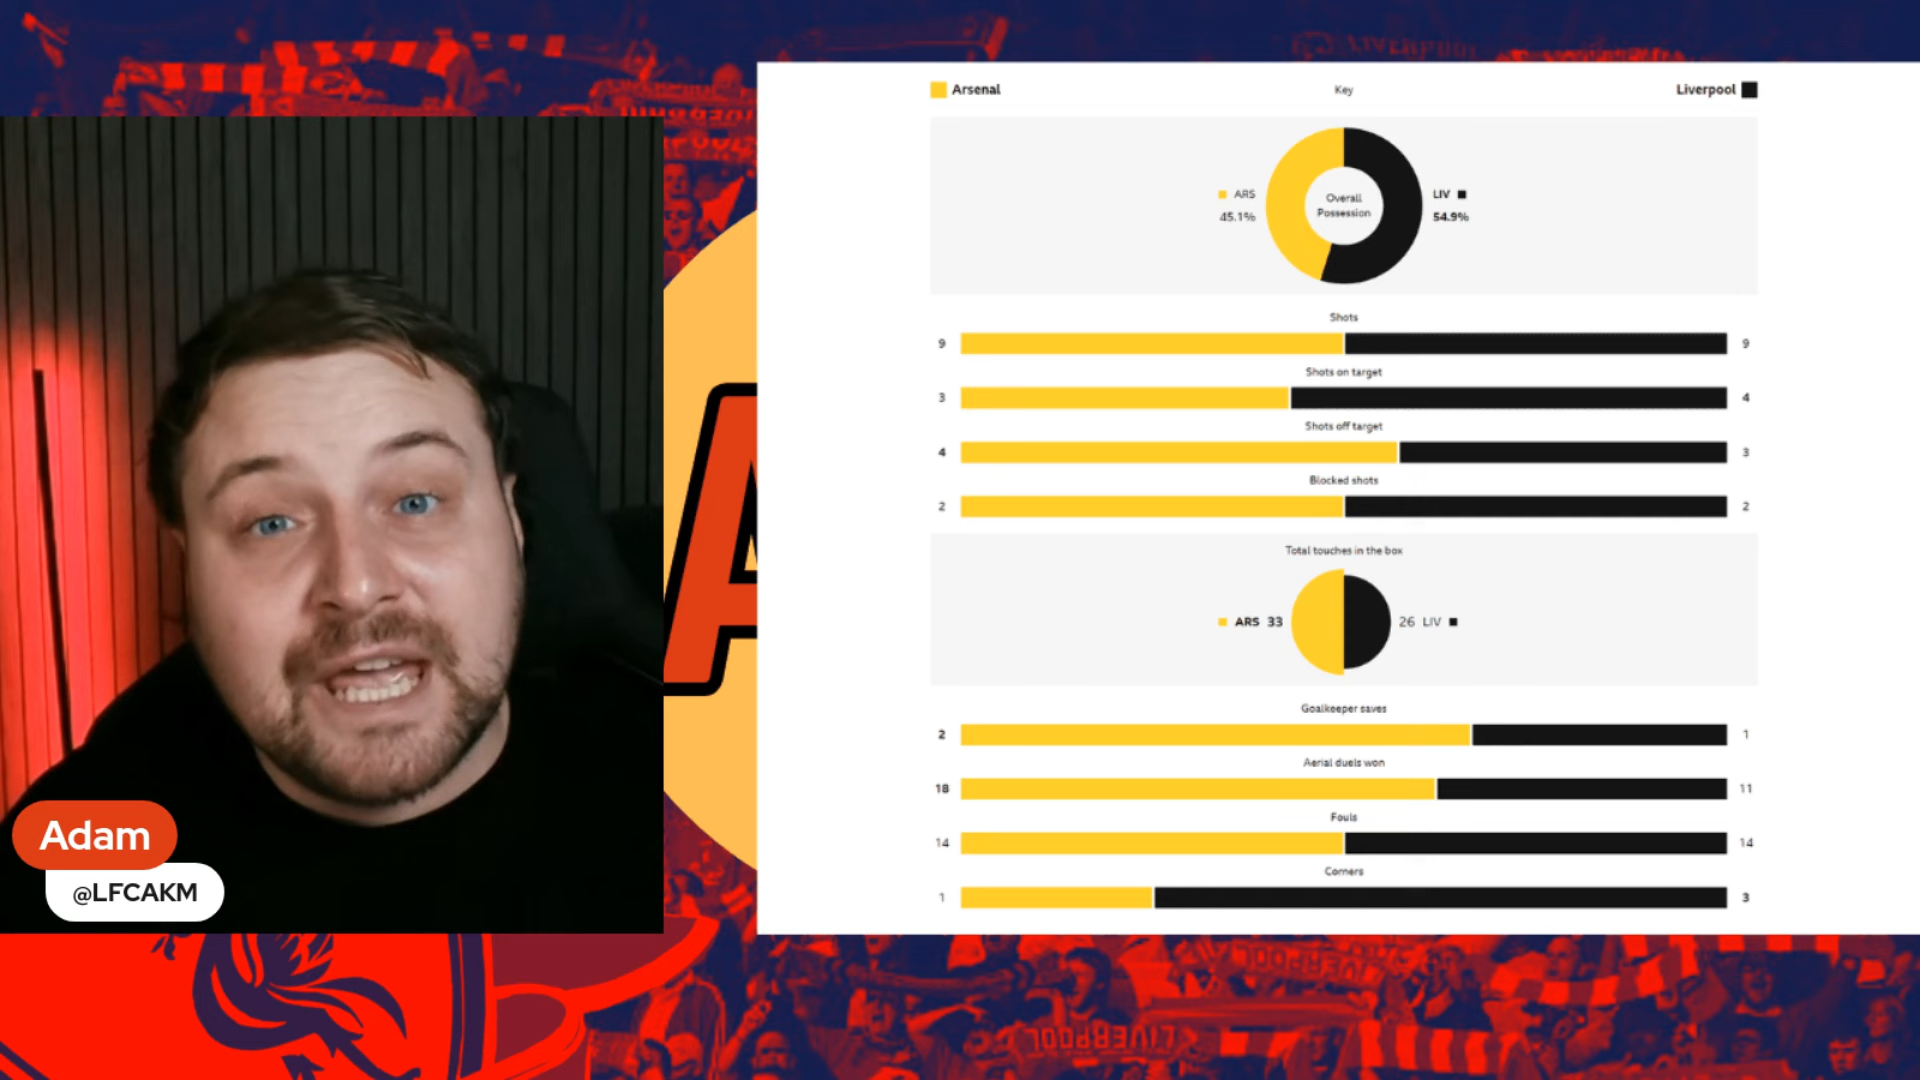 Arsenal
Key
Liverpool
ARS
45.1%
Overall
Possession
LIV
54.9%
Shots
9
9
Shots on target
3
4
Shots off target
4
3
Blocked shots
2
2
Total touches in the box
ARS 33
26 LIV
Goalkeeper saves
2
1
Aerial duels won
18
11
Fouls
14
14
Corners
1
3
Adam
@LFCAKM
LIVERPOOL
LIVERPOOL